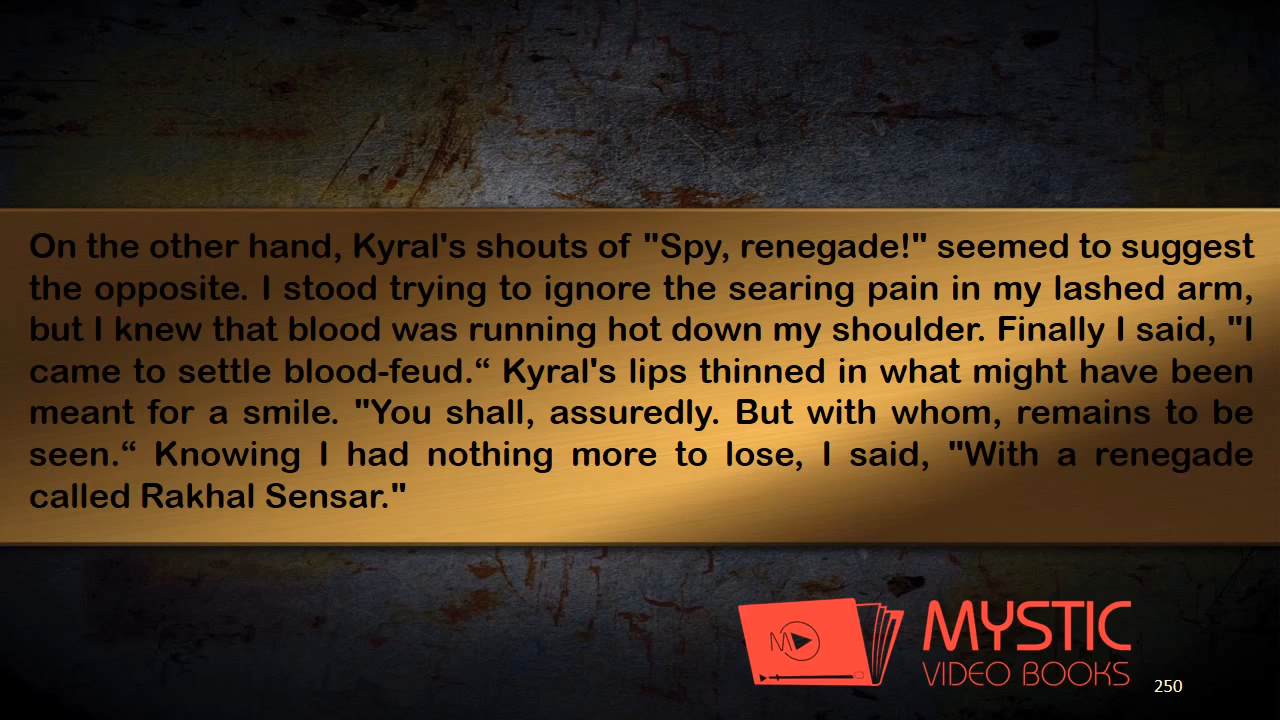 On the other hand, Kyral's shouts of "Spy, renegade!" seemed to suggest
the opposite. I stood trying to ignore the searing pain in my lashed arm,
but I knew that blood was running hot down my shoulder. Finally I said, "I
came to settle blood-feud.“ Kyral's lips thinned in what might have been
meant for a smile. "You shall, assuredly. But with whom, remains to be
seen.“ Knowing I had nothing more to lose, I said, "With a renegade
called Rakhal Sensar."
M
MYSTIC
VIDEO BOOKS
250